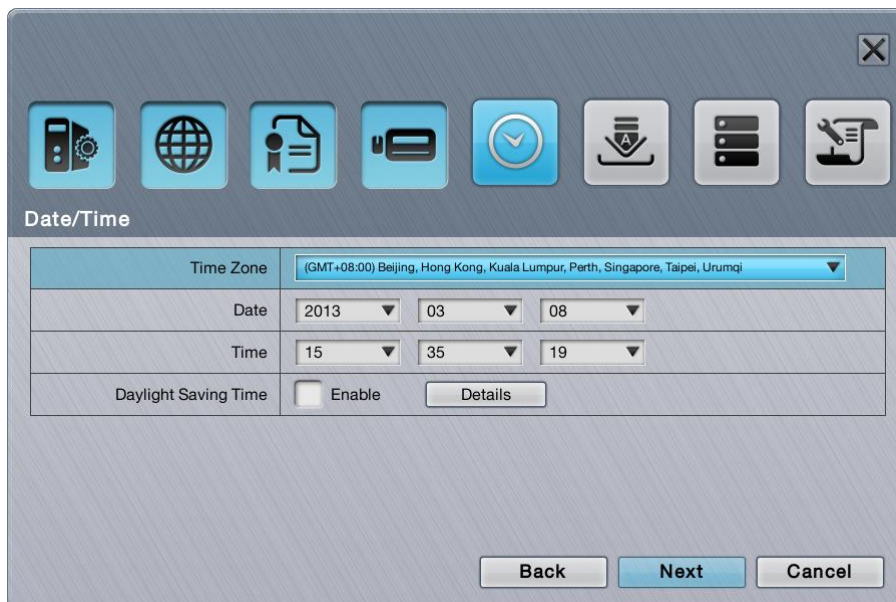 A
Date/Time
Time Zone (GMT+08:00) Beijing, Hong Kong, Kuala Lumpur, Perth, Singapore, Taipei, Urumqi
Date 2013 03 08
Time 15 35 19
Daylight Saving Time Enable Details
Back Next Cancel